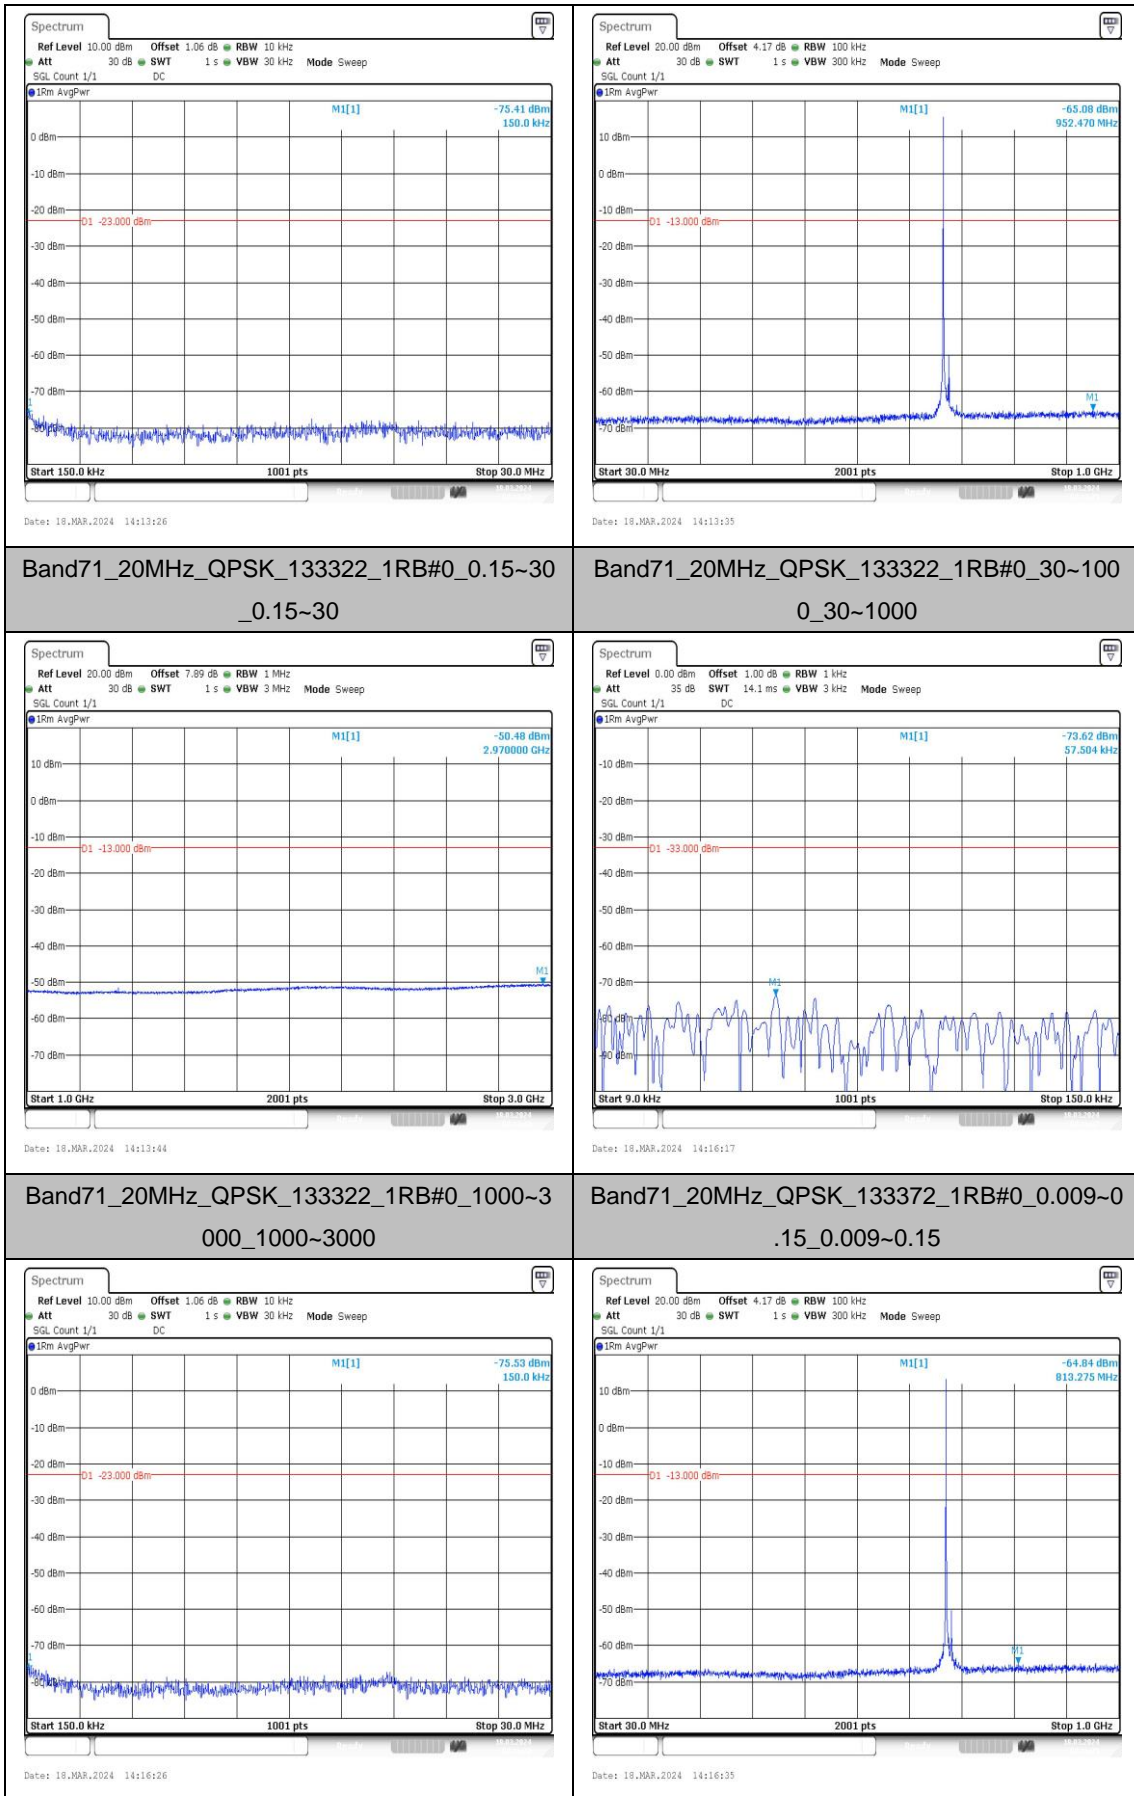 Spectrum
Ref Level 10.00 dBm Offset 1.06 dB RBW 10 kHz
Att 30 dB SWT 1 s VBW 30 kHz Mode Sweep
SGL Count 1/1 DC
1Rm AvgPwr
M1[1] -75.41 dBm
150.0 kHz
0 dBm
-10 dBm
-20 dBm
D1 -23.000 dBm
-30 dBm
-40 dBm
-50 dBm
-60 dBm
-70 dBm
-80 dBm
Start 150.0 kHz 1001 pts Stop 30.0 MHz
Date: 18.MAR.2024 14:13:26
Spectrum
Ref Level 20.00 dBm Offset 4.17 dB RBW 100 kHz
Att 30 dB SWT 1 s VBW 300 kHz Mode Sweep
SGL Count 1/1
1Rm AvgPwr
M1[1] -65.08 dBm
952.470 MHz
10 dBm
0 dBm
-10 dBm
D1 -13.000 dBm
-20 dBm
-30 dBm
-40 dBm
-50 dBm
-60 dBm
M1
-70 dBm
Start 30.0 MHz 2001 pts Stop 1.0 GHz
Date: 18.MAR.2024 14:13:35
Band71_20MHz_QPSK_133322_1RB#0_0.15~30
_0.15~30
Band71_20MHz_QPSK_133322_1RB#0_30~100
0_30~1000
Spectrum
Ref Level 20.00 dBm Offset 7.89 dB RBW 1 MHz
Att 30 dB SWT 1 s VBW 3 MHz Mode Sweep
SGL Count 1/1
1Rm AvgPwr
M1[1] -50.48 dBm
2.970000 GHz
10 dBm
0 dBm
-10 dBm
D1 -13.000 dBm
-20 dBm
-30 dBm
-40 dBm
M1
-50 dBm
-60 dBm
-70 dBm
Start 1.0 GHz 2001 pts Stop 3.0 GHz
Date: 18.MAR.2024 14:13:44
Spectrum
Ref Level 0.00 dBm Offset 1.00 dB RBW 1 kHz
Att 35 dB SWT 14.1 ms VBW 3 kHz Mode Sweep
SGL Count 1/1 DC
1Rm AvgPwr
M1[1] -73.62 dBm
57.504 kHz
-10 dBm
-20 dBm
-30 dBm
D1 -33.000 dBm
-40 dBm
-50 dBm
-60 dBm
-70 dBm
M1
-80 dBm
-90 dBm
Start 9.0 kHz 1001 pts Stop 150.0 kHz
Date: 18.MAR.2024 14:16:17
Band71_20MHz_QPSK_133322_1RB#0_1000~3
000_1000~3000
Band71_20MHz_QPSK_133372_1RB#0_0.009~0
.15_0.009~0.15
Spectrum
Ref Level 10.00 dBm Offset 1.06 dB RBW 10 kHz
Att 30 dB SWT 1 s VBW 30 kHz Mode Sweep
SGL Count 1/1 DC
1Rm AvgPwr
M1[1] -75.53 dBm
150.0 kHz
0 dBm
-10 dBm
-20 dBm
D1 -23.000 dBm
-30 dBm
-40 dBm
-50 dBm
-60 dBm
-70 dBm
-80 dBm
Start 150.0 kHz 1001 pts Stop 30.0 MHz
Date: 18.MAR.2024 14:16:26
Spectrum
Ref Level 20.00 dBm Offset 4.17 dB RBW 100 kHz
Att 30 dB SWT 1 s VBW 300 kHz Mode Sweep
SGL Count 1/1
1Rm AvgPwr
M1[1] -64.84 dBm
813.275 MHz
10 dBm
0 dBm
-10 dBm
D1 -13.000 dBm
-20 dBm
-30 dBm
-40 dBm
-50 dBm
-60 dBm
M1
-70 dBm
Start 30.0 MHz 2001 pts Stop 1.0 GHz
Date: 18.MAR.2024 14:16:35